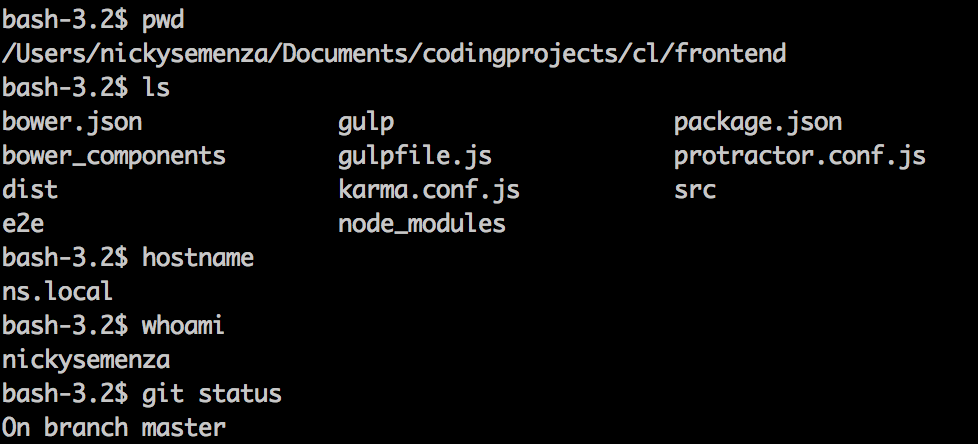 bash-3.2$ pwd
/Users/nickysemenza/Documents/codingprojects/cl/frontend
bash-3.2$ ls
bower.json gulp package.json
bower_components gulpfile.js protractor.conf.js
dist karma.conf.js src
e2e node_modules
bash-3.2$ hostname
ns.local
bash-3.2$ whoami
nickysemenza
bash-3.2$ git status
On branch master